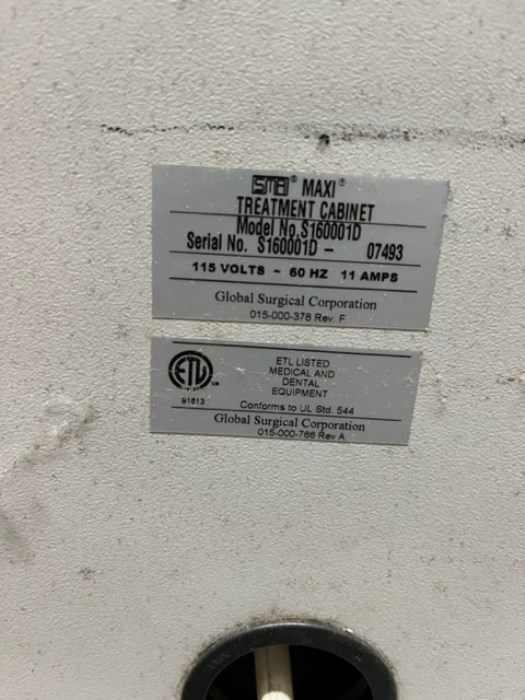 SMR® MAXI®
TREATMENT CABINET
Model No. S160001D
Serial No. S160001D - 07493
115 VOLTS ~ 60 HZ 11 AMPS
Global Surgical Corporation
015-000-378 Rev. F
ETL
ETL LISTED
MEDICAL AND
DENTAL
EQUIPMENT
91613
Conforms to UL Std. 544
Global Surgical Corporation
015-000-766 Rev A